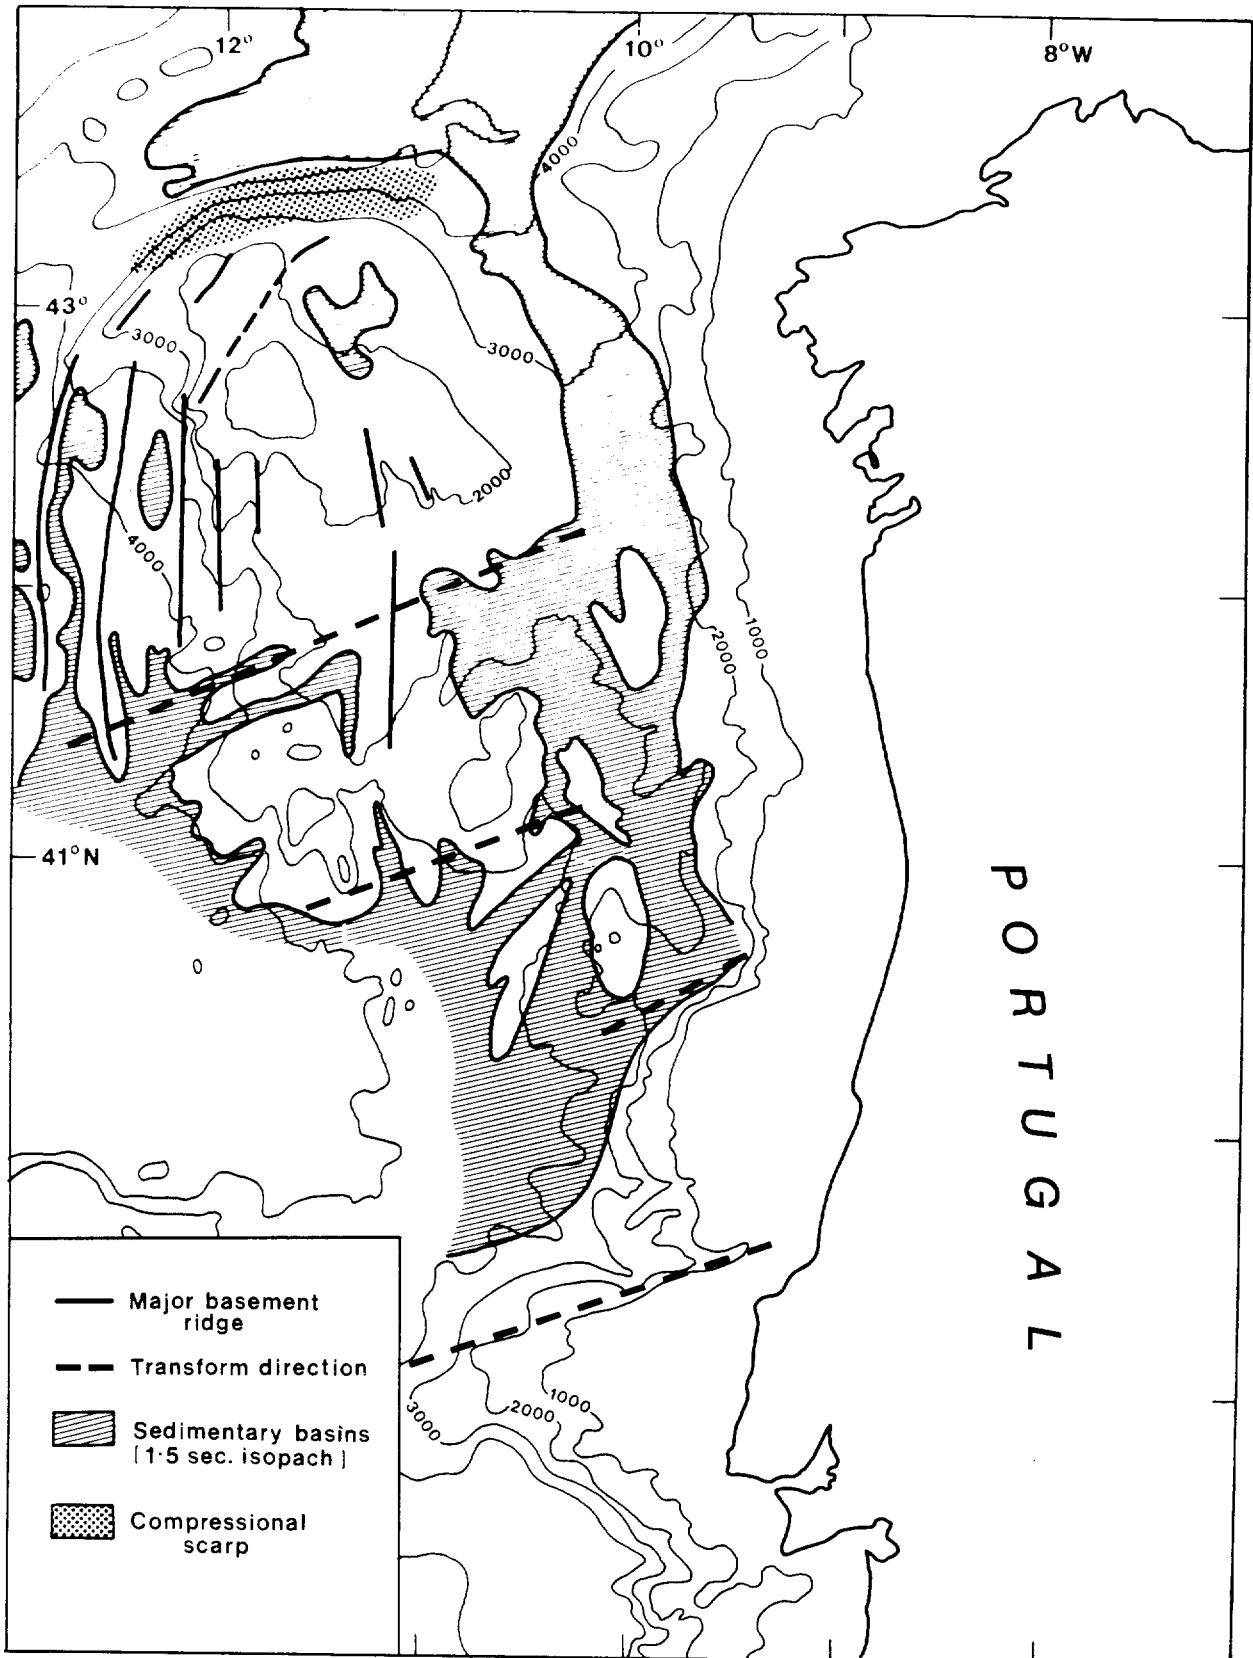 12°
10°
8°W
4000
43°
3000
3000
2000
4000
1000
2000
41°N
PORTUGAL
Major basement
ridge
Transform direction
Sedimentary basins
[1·5 sec. isopach]
Compressional
scarp
1000
2000
3000